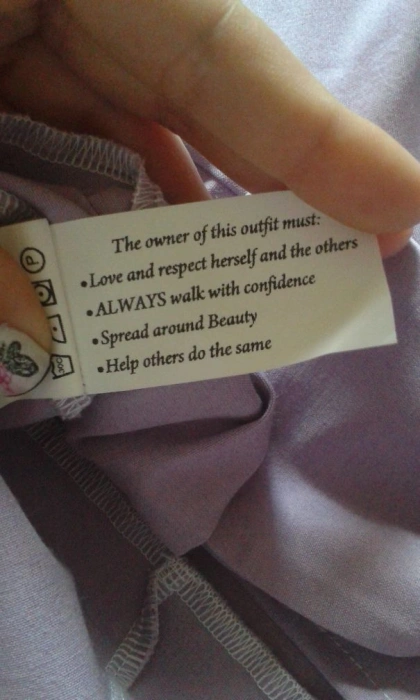 The owner of this outfit must:
•Love and respect herself and the others
•ALWAYS walk with confidence
•Spread around Beauty
•Help others do the same
P
30C